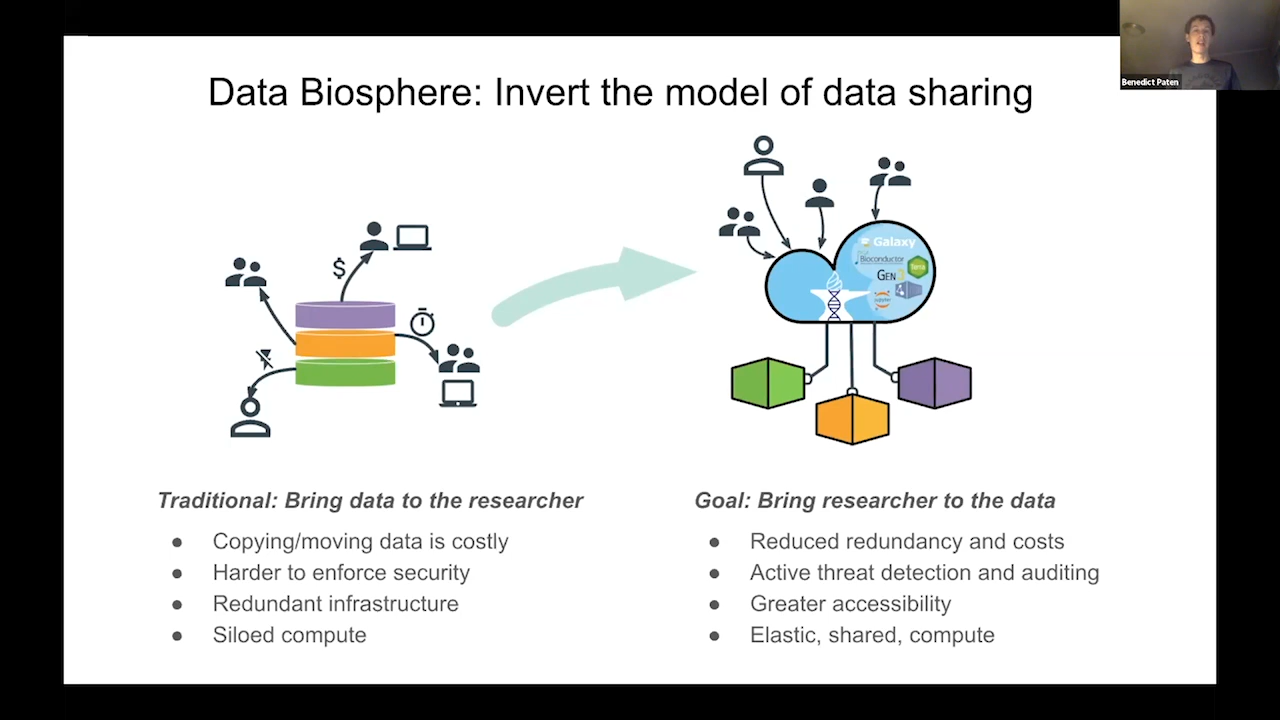 Benedict Paten
Data Biosphere: Invert the model of data sharing
$
Galaxy
Bioconductor
Terra
GEN3
jupyter
Traditional: Bring data to the researcher
● Copying/moving data is costly
● Harder to enforce security
● Redundant infrastructure
● Siloed compute
Goal: Bring researcher to the data
● Reduced redundancy and costs
● Active threat detection and auditing
● Greater accessibility
● Elastic, shared, compute